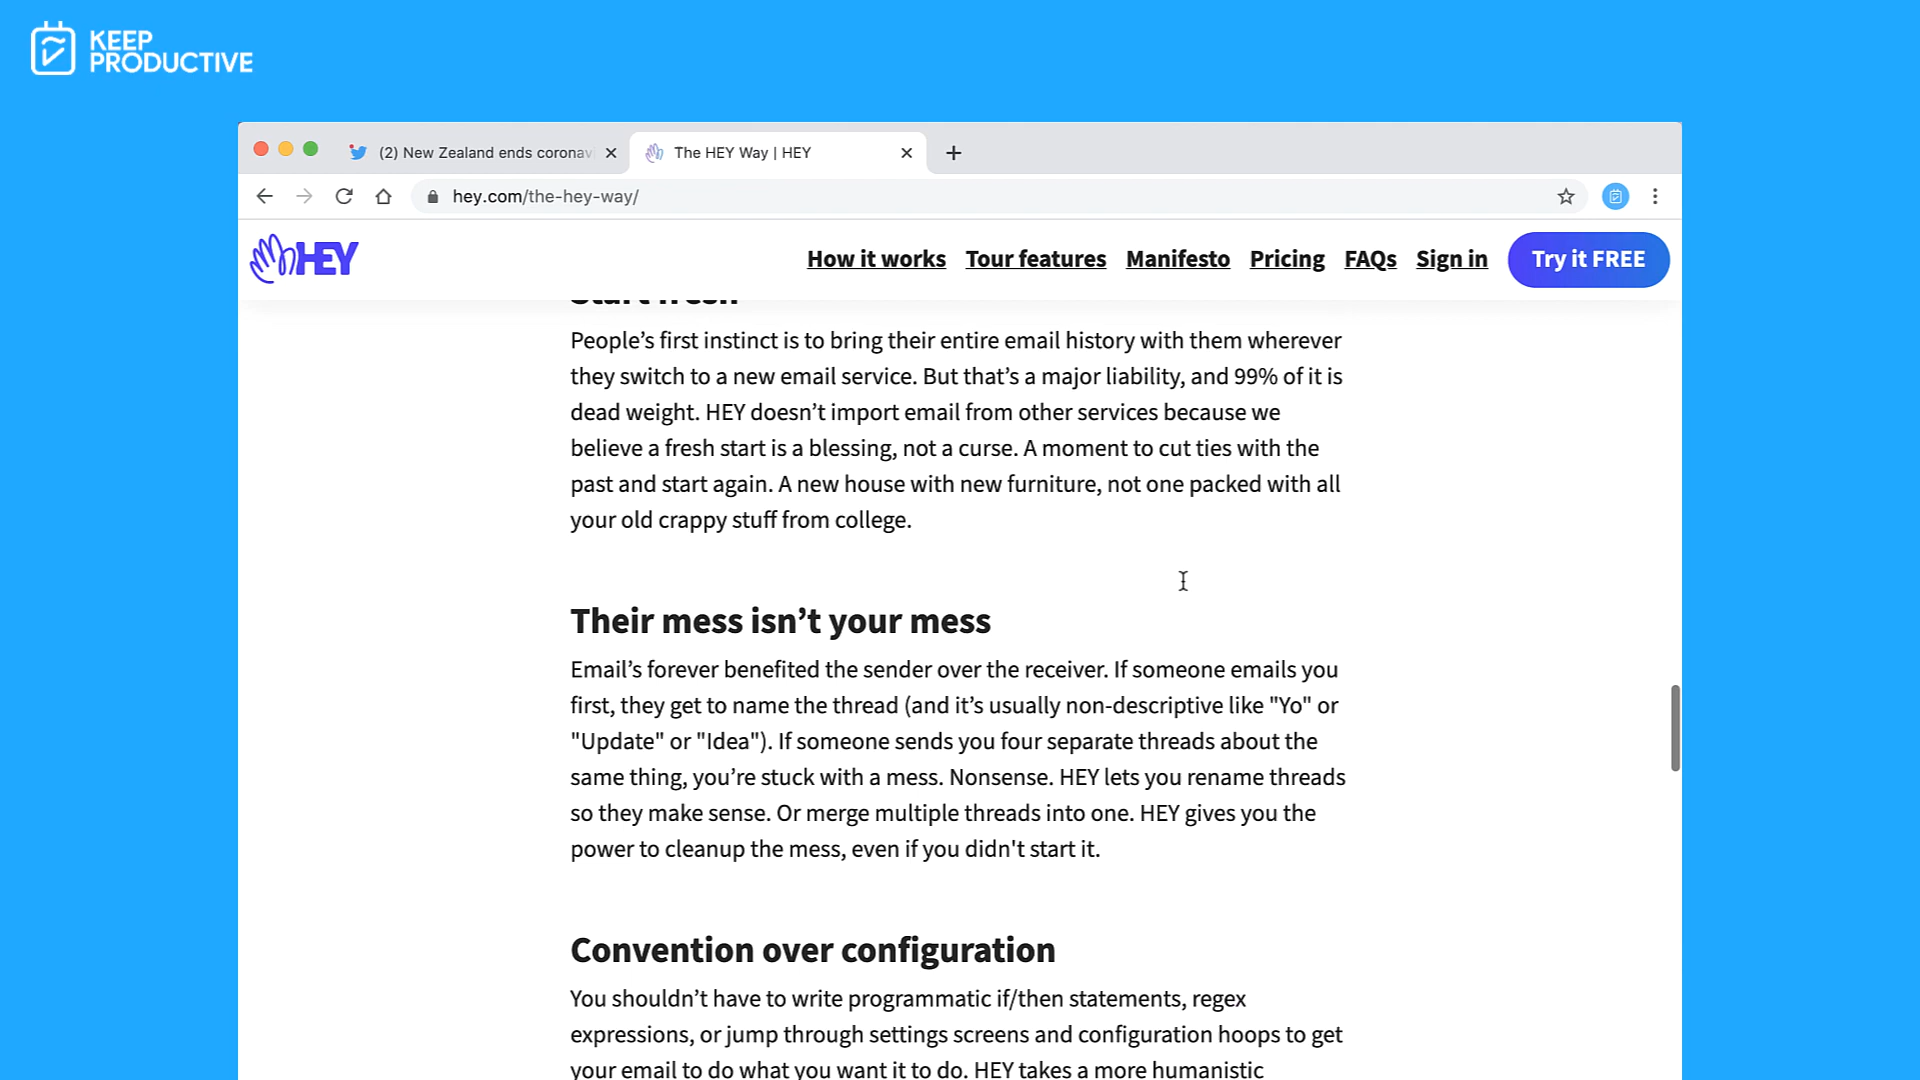 KEEP
PRODUCTIVE
(2) New Zealand ends coronav
The HEY Way | HEY
hey.com/the-hey-way/
HEY
How it works
Tour features
Manifesto
Pricing
FAQs
Sign in
Try it FREE
Start fresh
People’s first instinct is to bring their entire email history with them wherever
they switch to a new email service. But that’s a major liability, and 99% of it is
dead weight. HEY doesn’t import email from other services because we
believe a fresh start is a blessing, not a curse. A moment to cut ties with the
past and start again. A new house with new furniture, not one packed with all
your old crappy stuff from college.
Their mess isn’t your mess
Email’s forever benefited the sender over the receiver. If someone emails you
first, they get to name the thread (and it’s usually non-descriptive like "Yo" or
"Update" or "Idea"). If someone sends you four separate threads about the
same thing, you’re stuck with a mess. Nonsense. HEY lets you rename threads
so they make sense. Or merge multiple threads into one. HEY gives you the
power to cleanup the mess, even if you didn't start it.
Convention over configuration
You shouldn’t have to write programmatic if/then statements, regex
expressions, or jump through settings screens and configuration hoops to get
your email to do what you want it to do. HEY takes a more humanistic